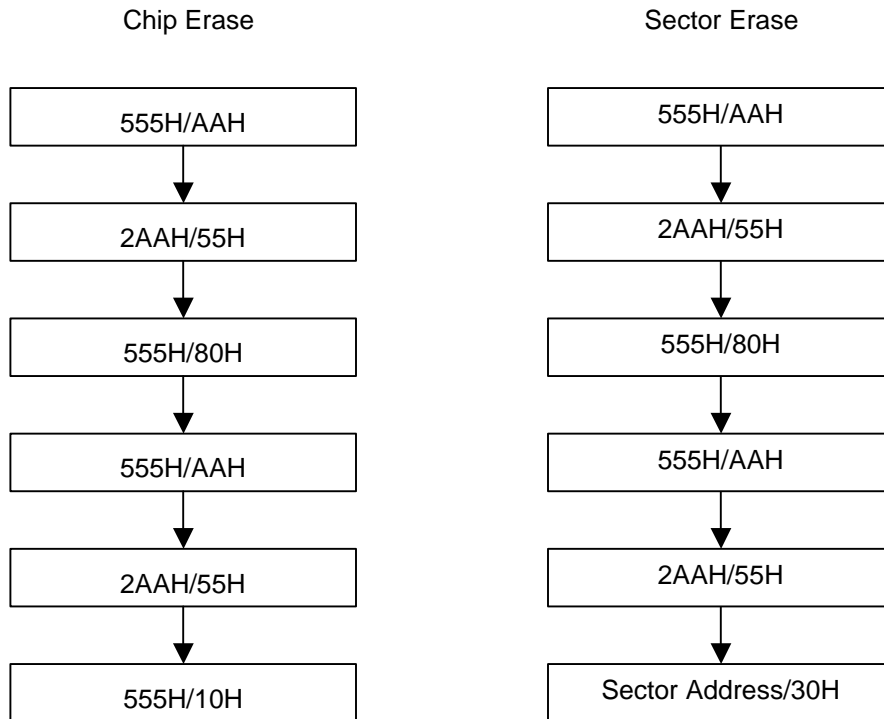 Chip Erase
555H/AAH
2AAH/55H
555H/80H
555H/AAH
2AAH/55H
555H/10H
Sector Erase
555H/AAH
2AAH/55H
555H/80H
555H/AAH
2AAH/55H
Sector Address/30H